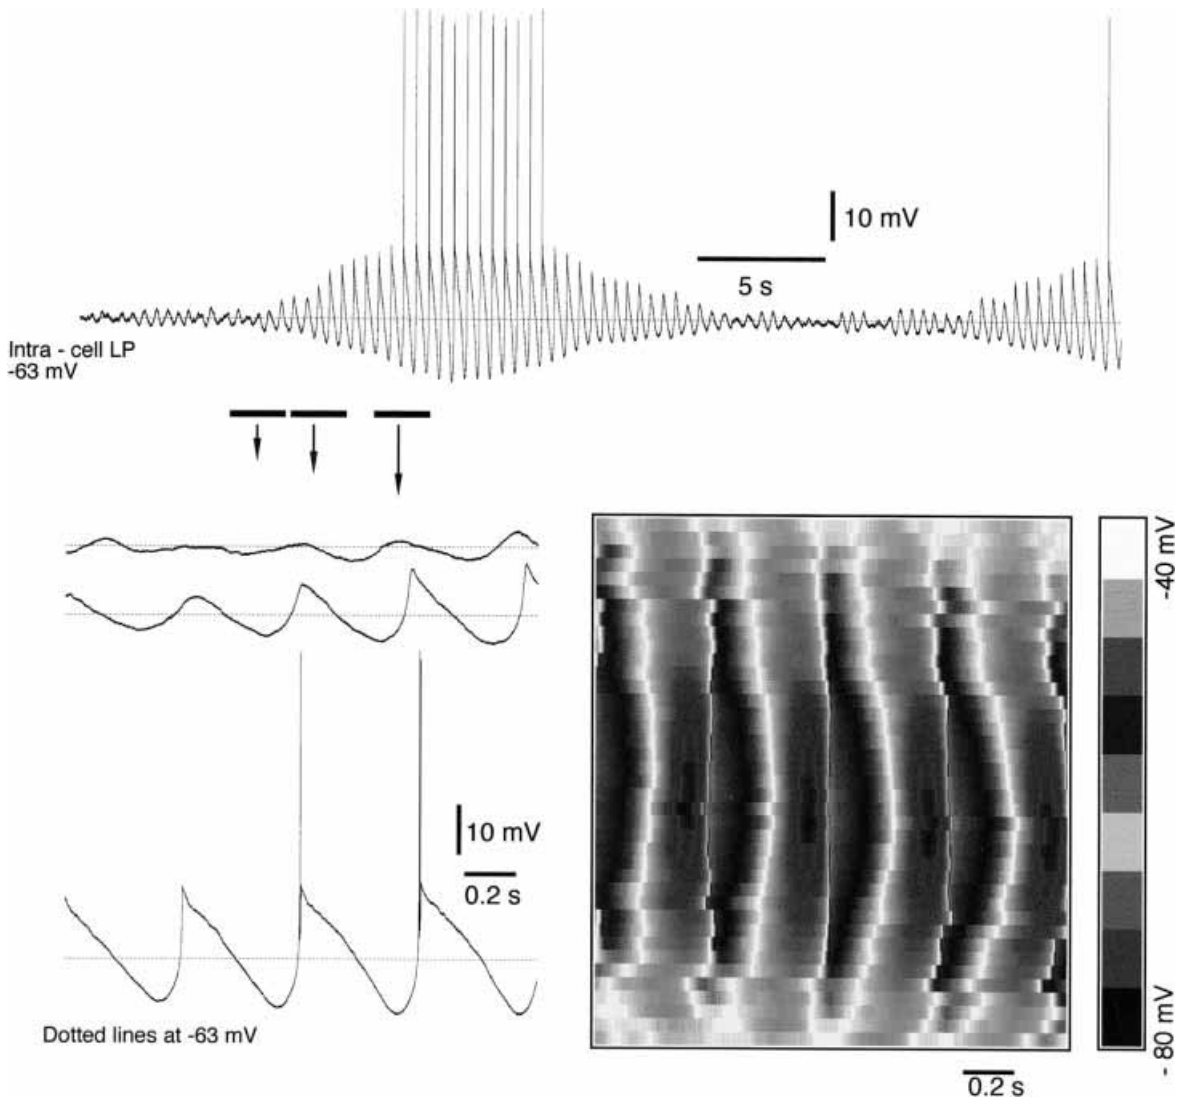 10 mV
5 s
Intra - cell LP
-63 mV
-40 mV
10 mV
0.2 s
Dotted lines at -63 mV
- 80 mV
0.2 s